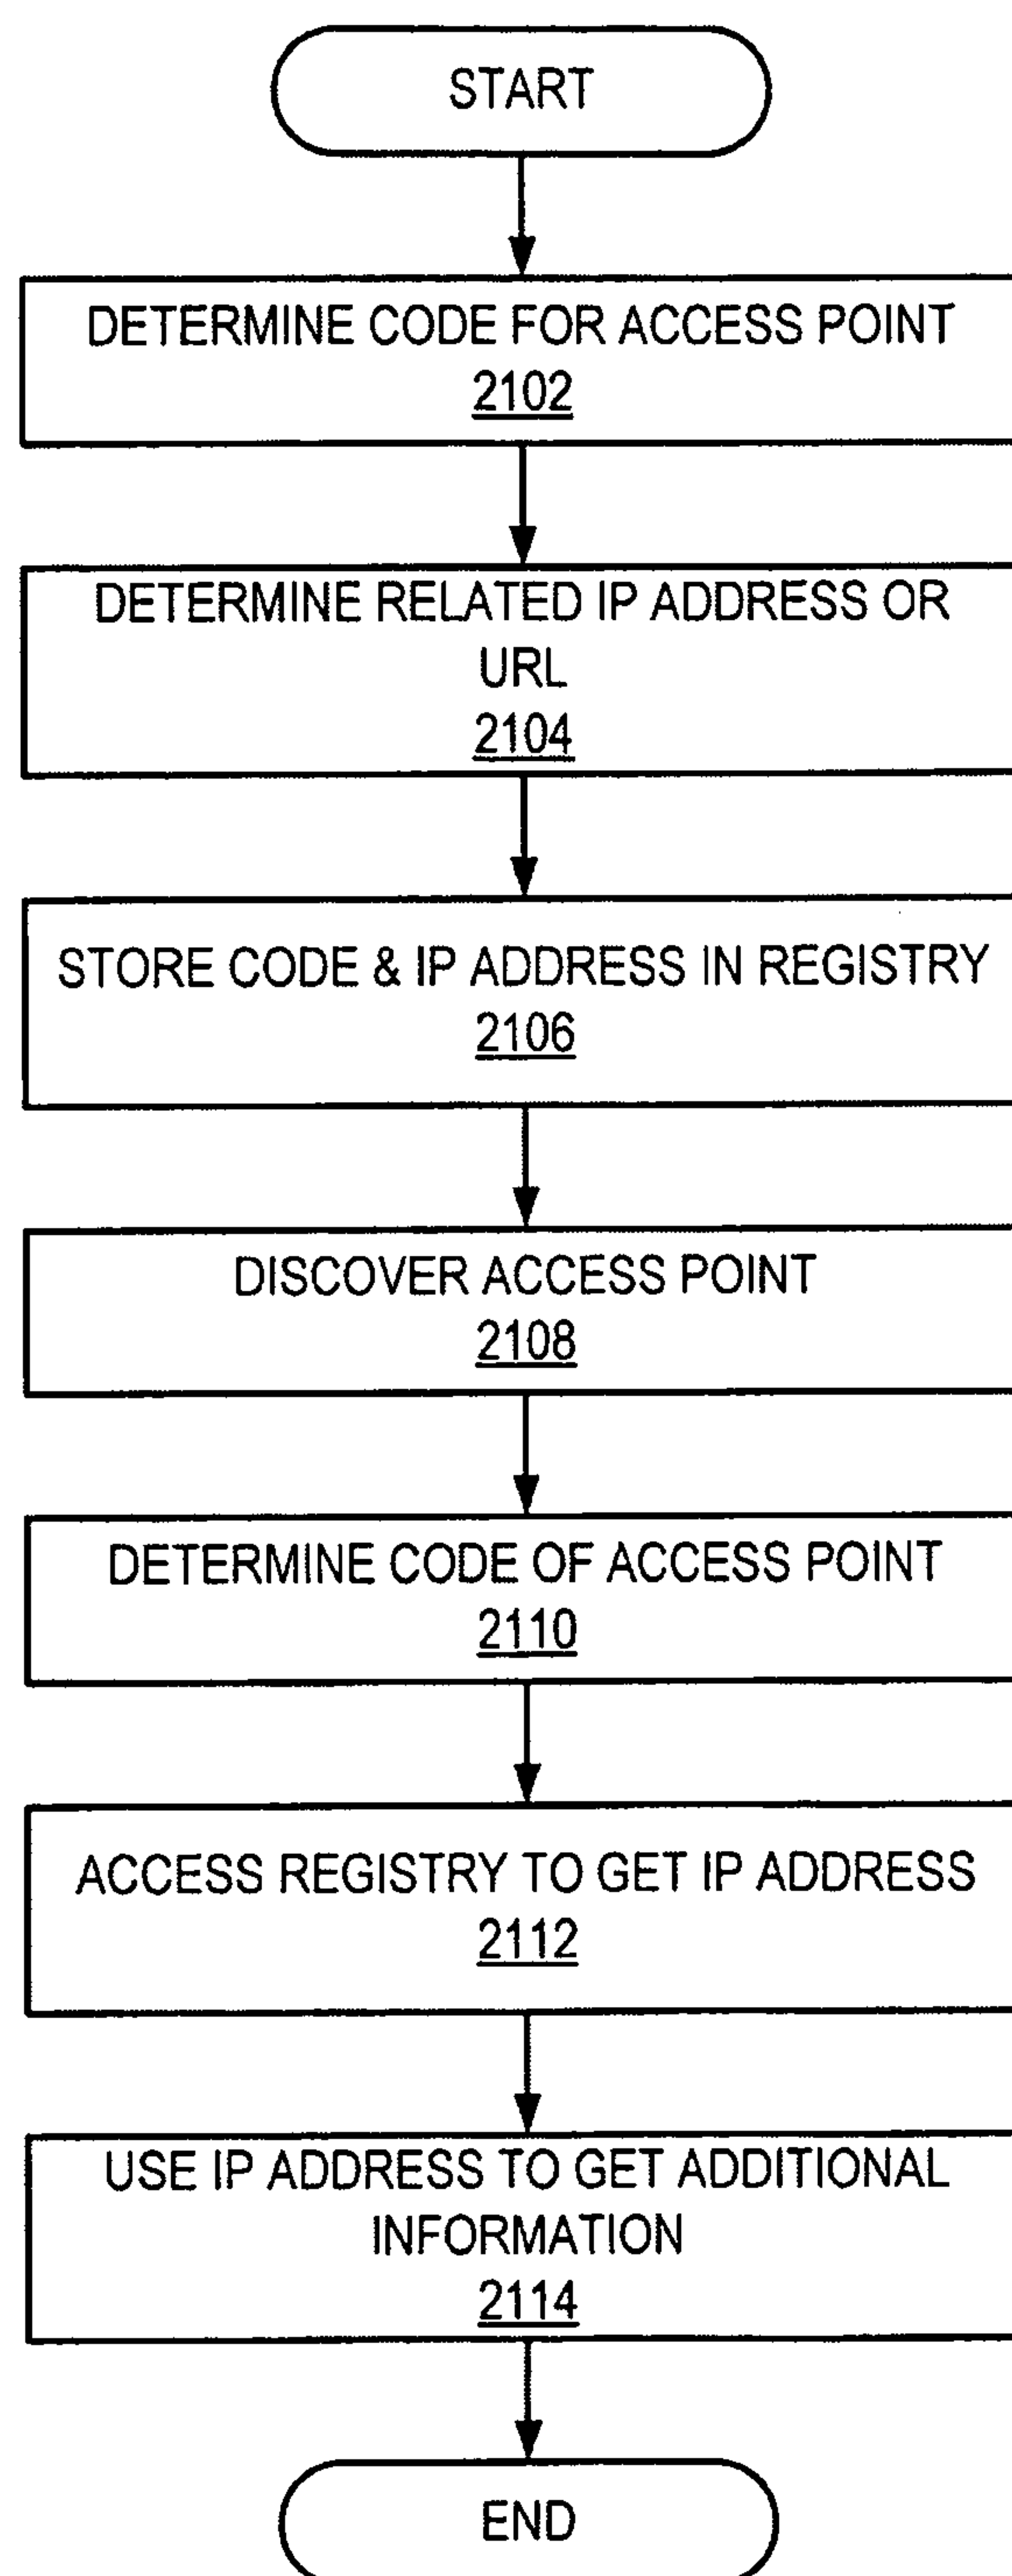 START
DETERMINE CODE FOR ACCESS POINT
2102
DETERMINE RELATED IP ADDRESS OR
URL
2104
STORE CODE & IP ADDRESS IN REGISTRY
2106
DISCOVER ACCESS POINT
2108
DETERMINE CODE OF ACCESS POINT
2110
ACCESS REGISTRY TO GET IP ADDRESS
2112
USE IP ADDRESS TO GET ADDITIONAL
INFORMATION
2114
END